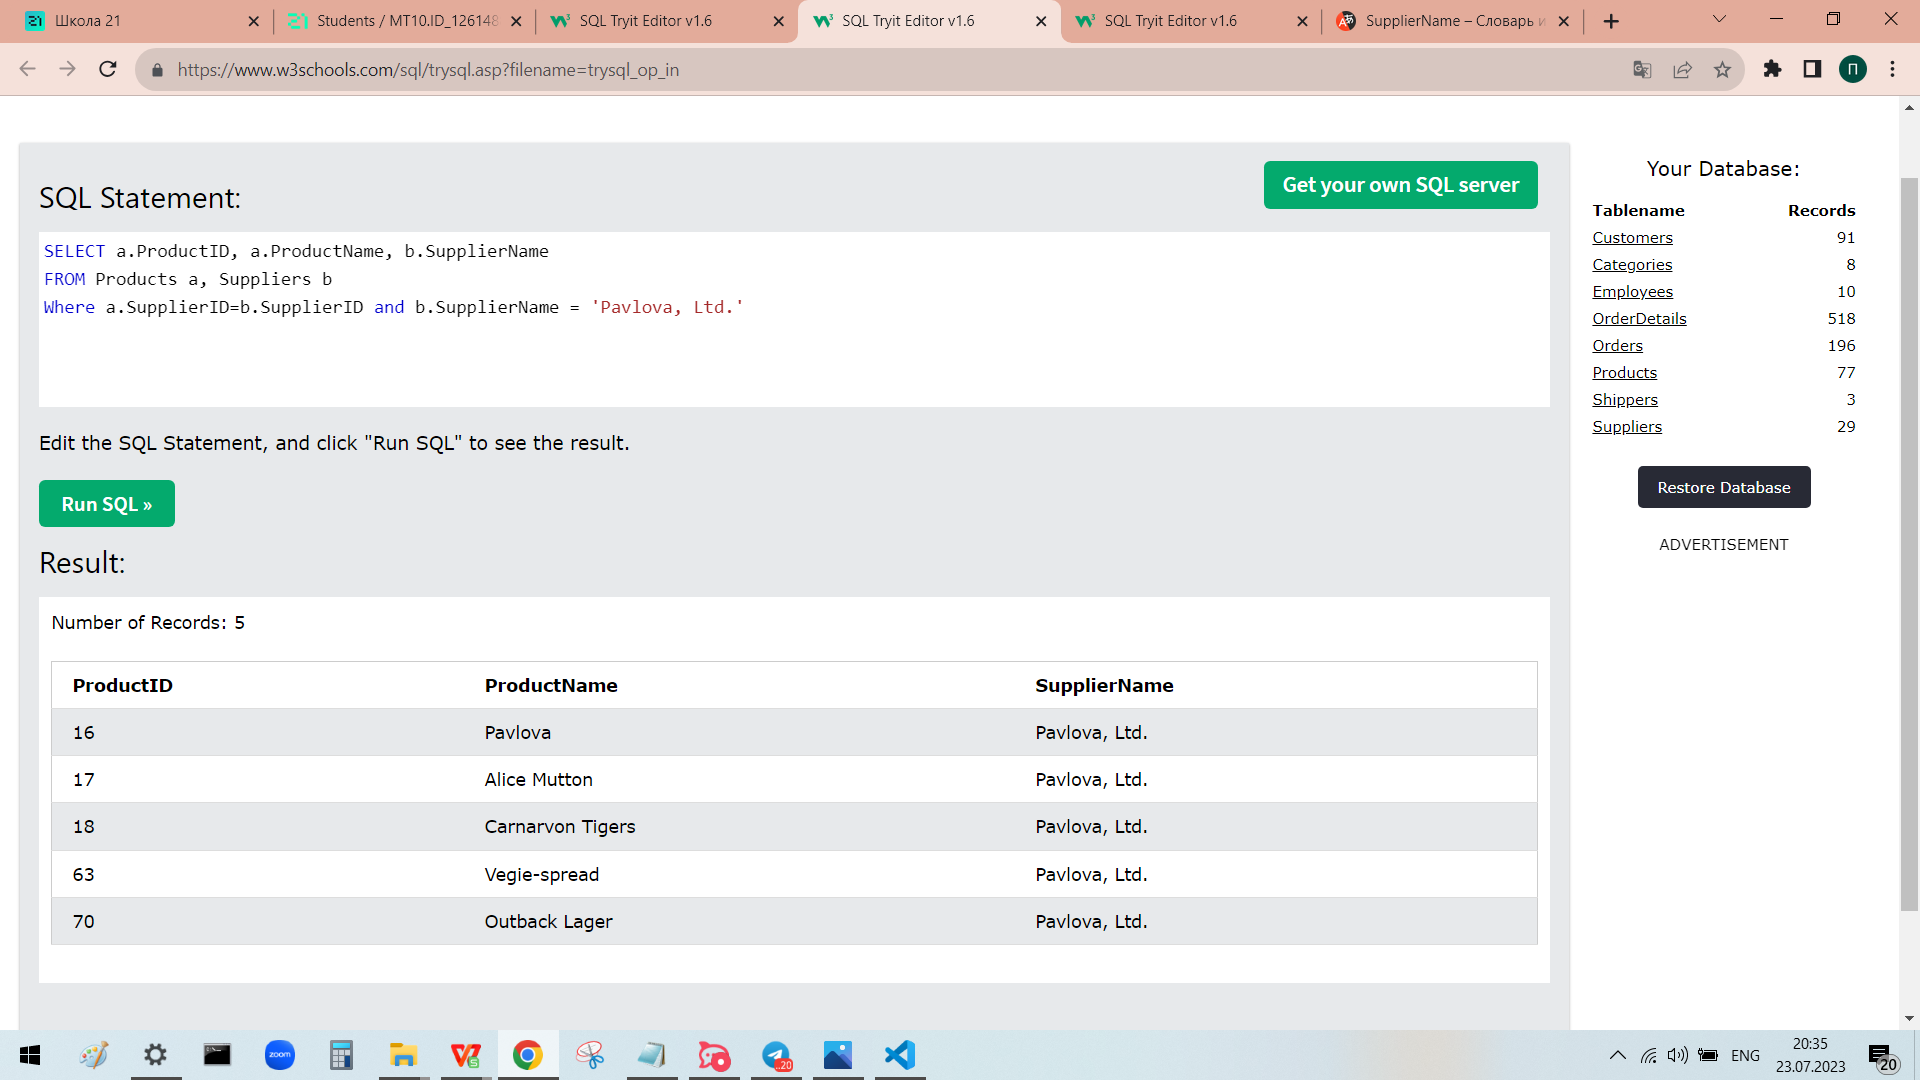 Школа 21
Students / MT10.ID_126148
SQL Tryit Editor v1.6
SQL Tryit Editor v1.6
SQL Tryit Editor v1.6
SupplierName – Словарь и
https://www.w3schools.com/sql/trysql.asp?filename=trysql_op_in
П
SQL Statement:
Get your own SQL server
SELECT a.ProductID, a.ProductName, b.SupplierName
FROM Products a, Suppliers b
Where a.SupplierID=b.SupplierID and b.SupplierName = 'Pavlova, Ltd.'
Edit the SQL Statement, and click "Run SQL" to see the result.
Run SQL »
Result:
Number of Records: 5
ProductID ProductName SupplierName
16 Pavlova Pavlova, Ltd.
17 Alice Mutton Pavlova, Ltd.
18 Carnarvon Tigers Pavlova, Ltd.
63 Vegie-spread Pavlova, Ltd.
70 Outback Lager Pavlova, Ltd.
Your Database:
Tablename Records
Customers 91
Categories 8
Employees 10
OrderDetails 518
Orders 196
Products 77
Shippers 3
Suppliers 29
Restore Database
ADVERTISEMENT
zoom
..20
ENG
20:35
23.07.2023
20